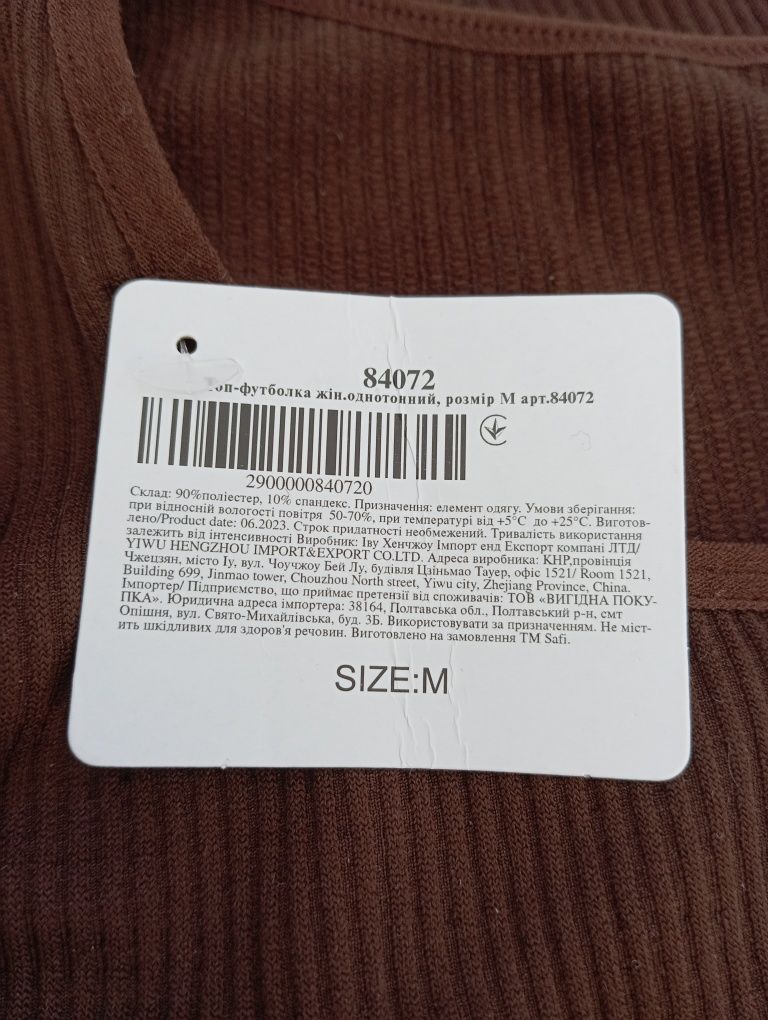 84072
топ-футболка жін.однотонний, розмір М арт.84072
2900000840720
Склад: 90%поліестер, 10% спандекс. Призначення: елемент одягу. Умови зберігання:
при відносній вологості повітря 50-70%, при температурі від +5°С до +25°С. Виготов-
лено/Product date: 06.2023. Строк придатності необмежений. Тривалість використання
залежить від інтенсивності Виробник: Іву Хенчжоу Імпорт енд Експорт компані ЛТД/
YIWU HENGZHOU IMPORT&EXPORT CO.LTD. Адреса виробника: КНР,провінція
Чжецзян, місто Іу, вул. Чоучжоу Бей Лу, будівля Цзіньмао Тауер, офіс 1521/ Room 1521,
Building 699, Jinmao tower, Chouzhou North street, Yiwu city, Zhejiang Province, China.
Імпортер/ Підприємство, що приймає претензії від споживачів: ТОВ «ВИГІДНА ПОКУ-
ПКА». Юридична адреса імпортера: 38164, Полтавська обл., Полтавський р-н, смт
Опішня, вул. Свято-Михайлівська, буд. 3Б. Використовувати за призначенням. Не міст-
ить шкідливих для здоров'я речовин. Виготовлено на замовлення ТМ Safi.
SIZE:M